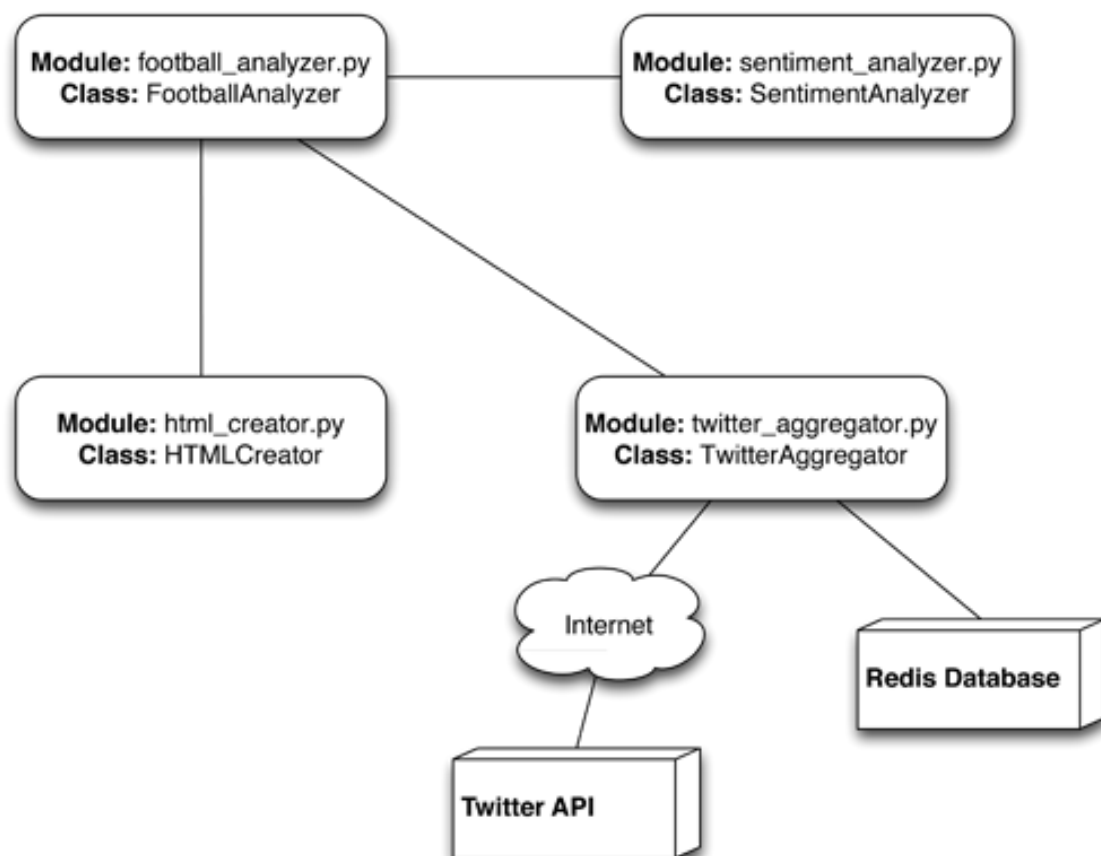 Module: football_analyzer.py
Class: FootballAnalyzer
Module: sentiment_analyzer.py
Class: SentimentAnalyzer
Module: html_creator.py
Class: HTMLCreator
Module: twitter_aggregator.py
Class: TwitterAggregator
Internet
Redis Database
Twitter API